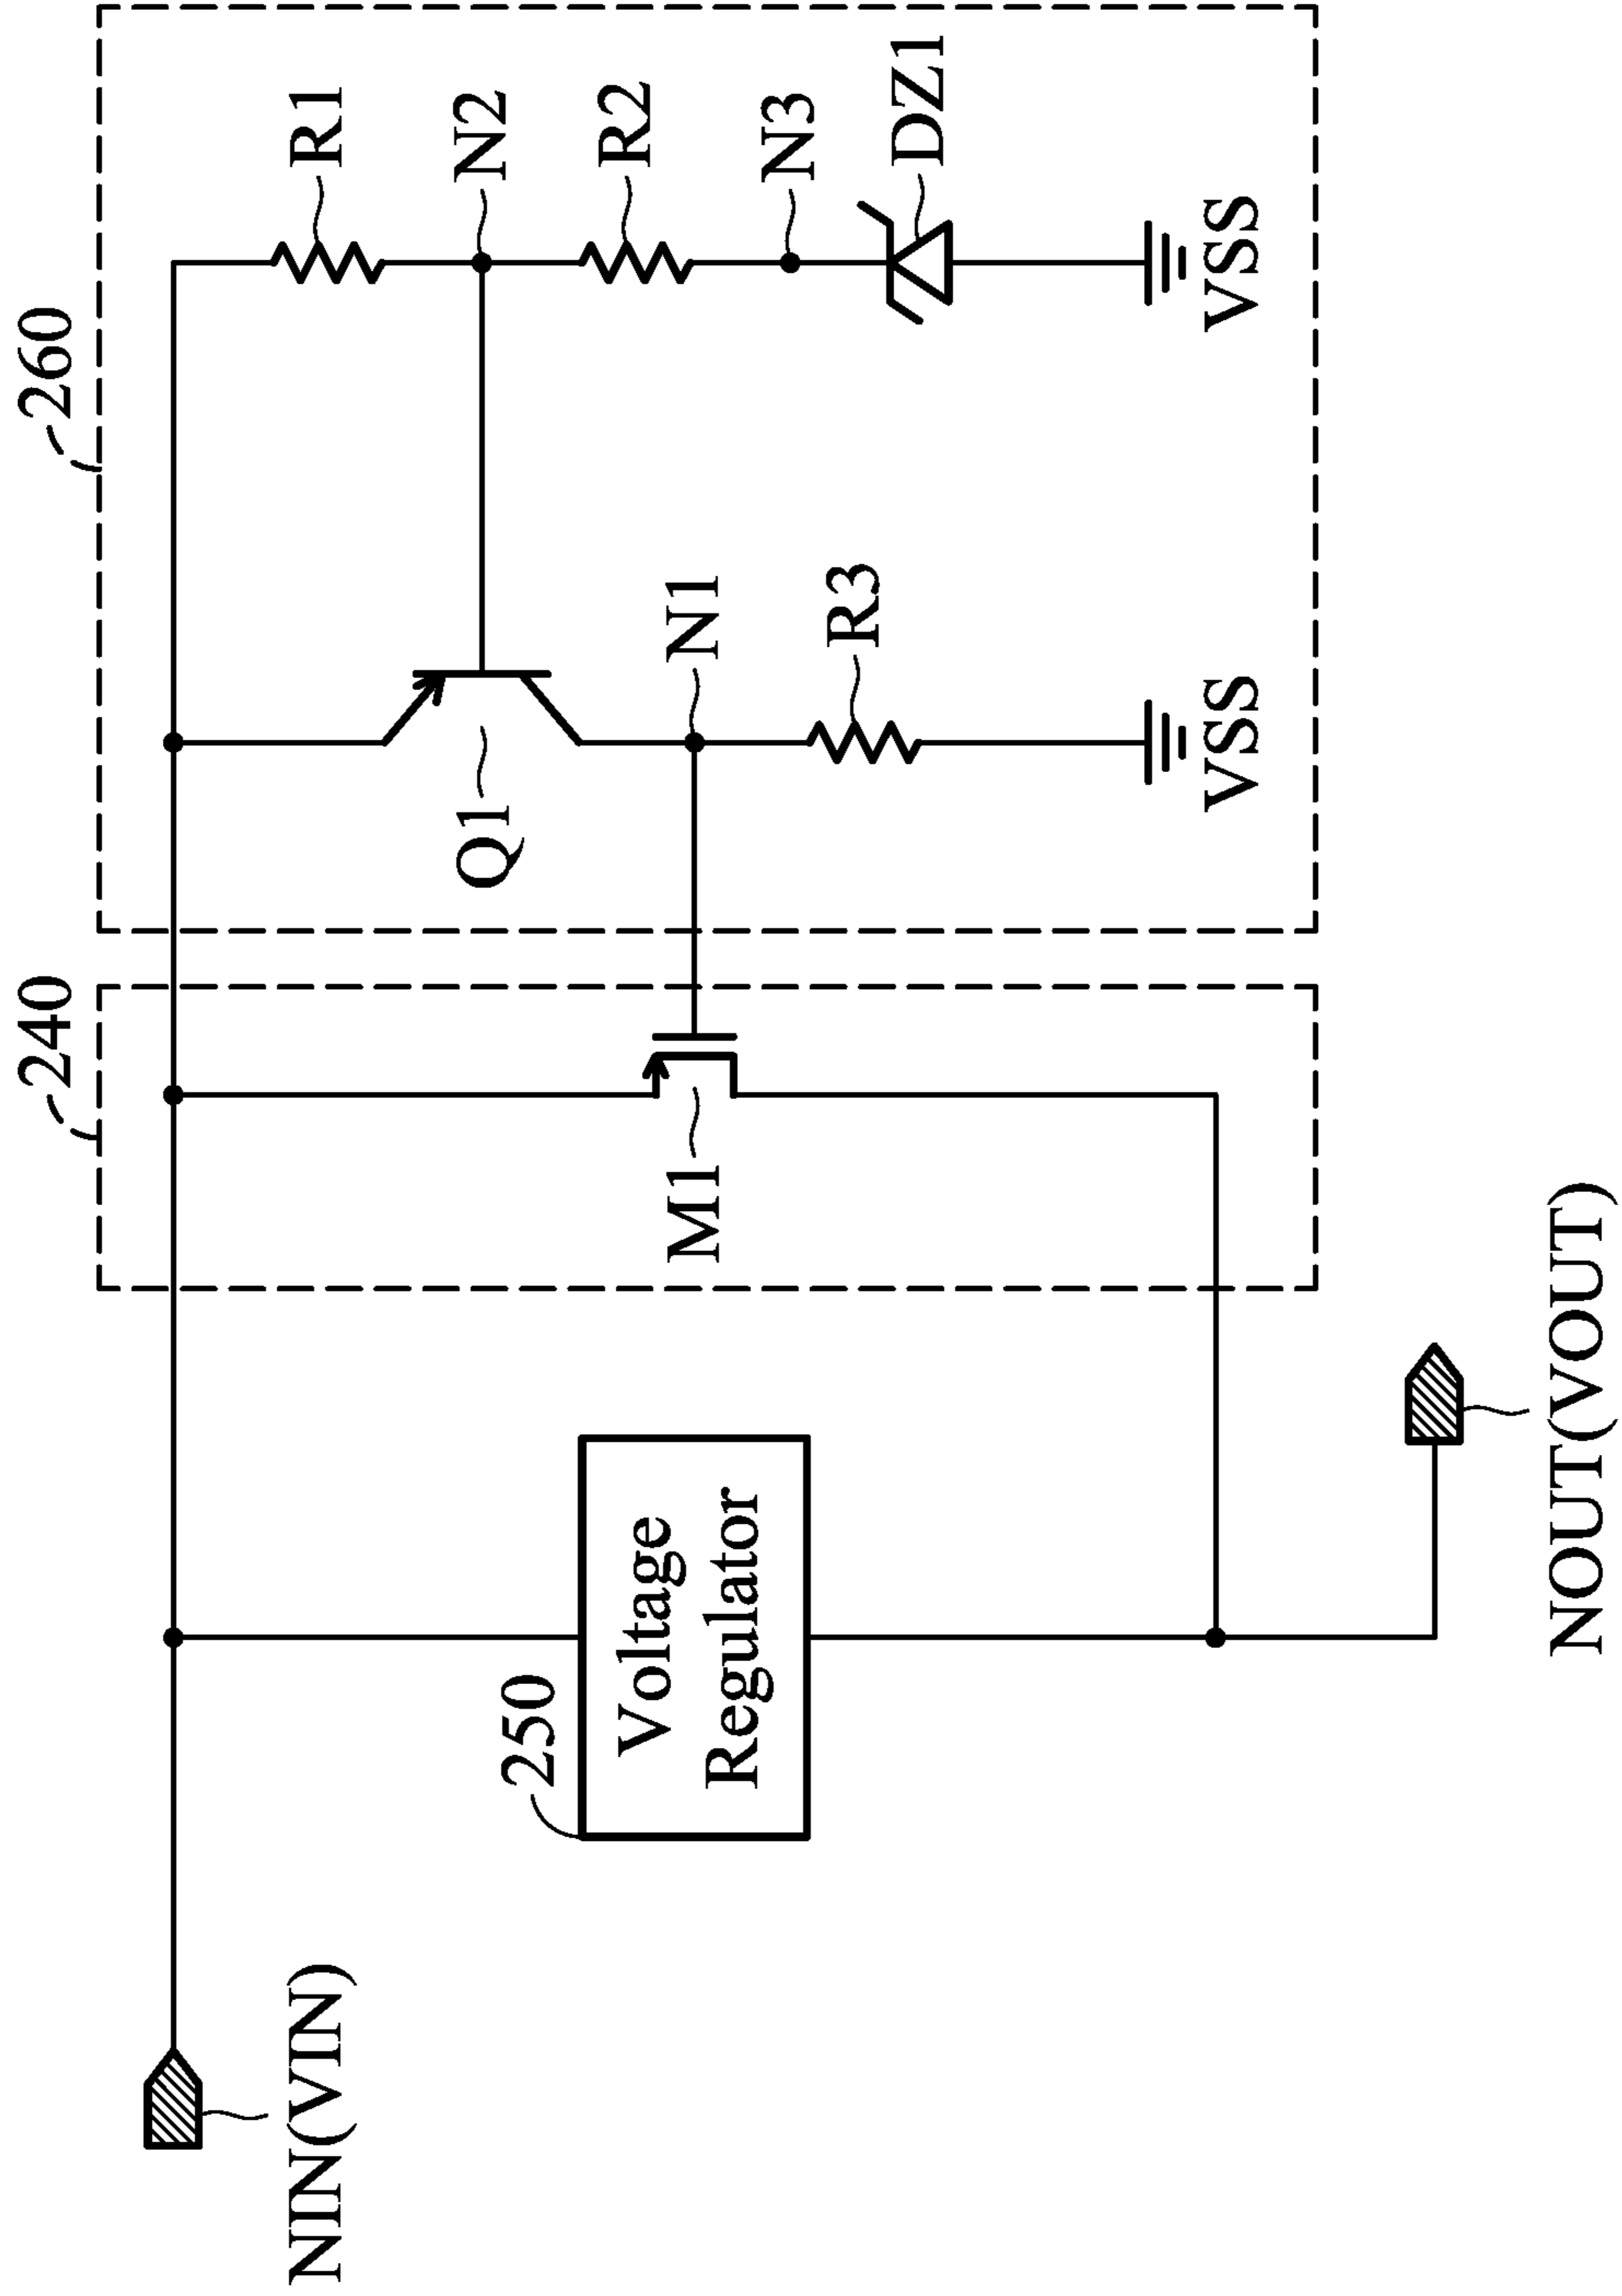 240
260
NIN(VIN)
R1
Q1
N2
250
R2
Voltage
Regulator
M1
N1
N3
R3
DZ1
VSS
VSS
NOUT(VOUT)